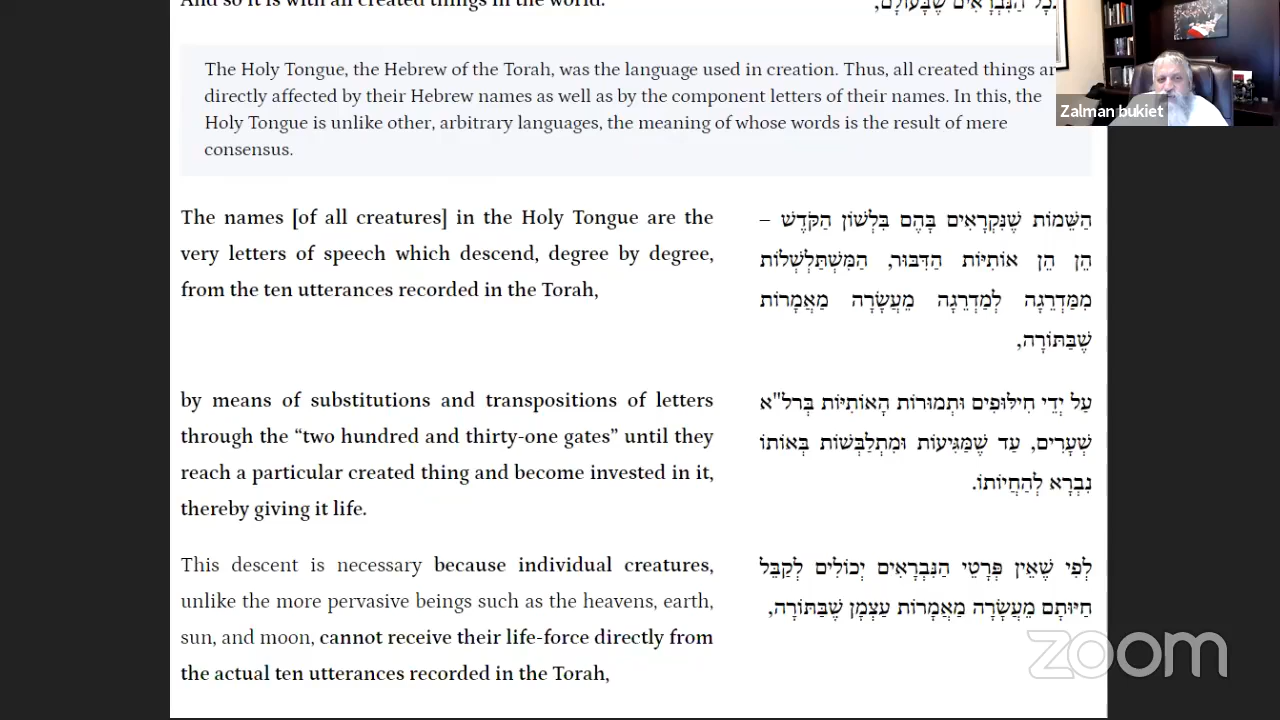 And so it is with all created things in the world.
כָל הַנִּבְרָאִים שֶׁבָּעוֹלָם,
The Holy Tongue, the Hebrew of the Torah, was the language used in creation. Thus, all created things ar
directly affected by their Hebrew names as well as by the component letters of their names. In this, the
Holy Tongue is unlike other, arbitrary languages, the meaning of whose words is the result of mere
consensus.
Zalman bukiet
The names [of all creatures] in the Holy Tongue are the
very letters of speech which descend, degree by degree,
from the ten utterances recorded in the Torah,
הַשֵּׁמוֹת שֶׁנִּקְרָאִים בָּהֶם בִּלְשׁוֹן הַקֹּדֶשׁ –
הֵן הֵן אוֹתִיּוֹת הַדִּבּוּר, הַמִּשְׁתַּלְשְׁלוֹת
מִמַּדְרֵגָה לְמַדְרֵגָה מֵעֲשָׂרָה מַאֲמָרוֹת
שֶׁבַּתּוֹרָה,
by means of substitutions and transpositions of letters
through the “two hundred and thirty-one gates” until they
reach a particular created thing and become invested in it,
thereby giving it life.
עַל יְדֵי חִילּוּפִים וּתְמוּרוֹת הָאוֹתִיּוֹת בְּרל"א
שְׁעָרִים, עַד שֶׁמַּגִּיעוֹת וּמִתְלַבְּשׁוֹת בְּאוֹתוֹ
נִבְרָא לְהַחֲיוֹתוֹ.
This descent is necessary because individual creatures,
unlike the more pervasive beings such as the heavens, earth,
sun, and moon, cannot receive their life-force directly from
the actual ten utterances recorded in the Torah,
לְפִי שֶׁאֵין פְּרָטֵי הַנִּבְרָאִים יְכוֹלִים לְקַבֵּל
חַיּוּתָם מֵעֲשָׂרָה מַאֲמָרוֹת עַצְמָן שֶׁבַּתּוֹרָה,
zoom